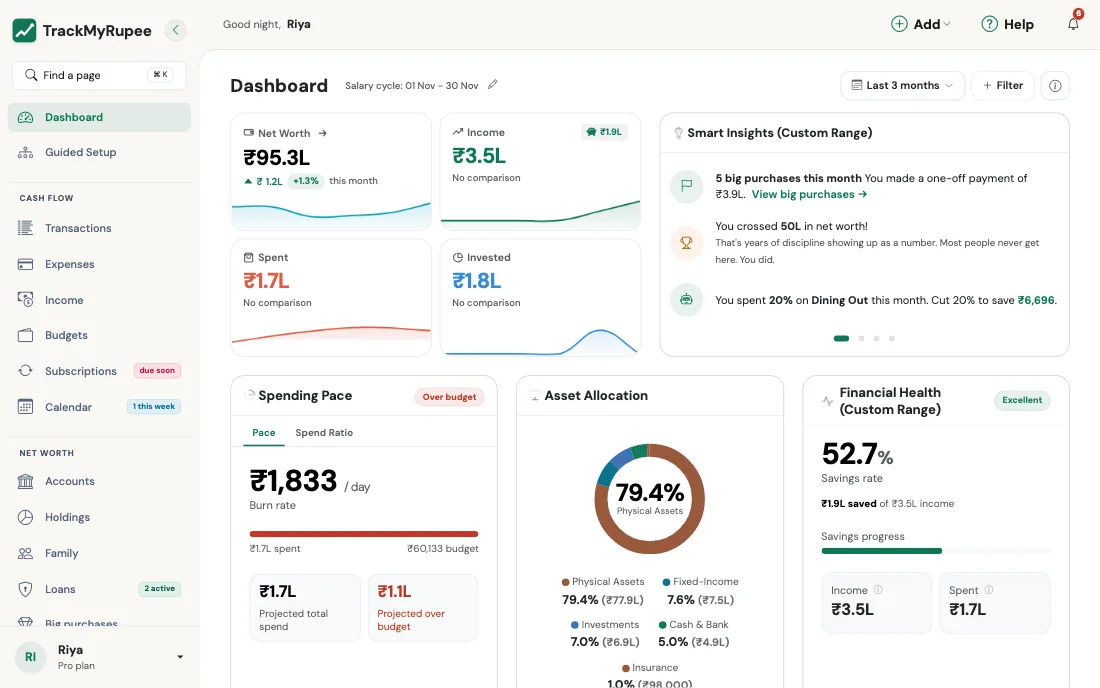 TrackMyRupee
Good night, Riya
Add
Help
6
Find a page
⌘ K
Dashboard
Guided Setup
CASH FLOW
Transactions
Expenses
Income
Budgets
Subscriptions
due soon
Calendar
1 this week
NET WORTH
Accounts
Holdings
Family
Loans
2 active
Big purchases
RI
Riya
Pro plan
Dashboard
Salary cycle: 01 Nov - 30 Nov
Last 3 months
+ Filter
Net Worth →
₹95.3L
₹ 1.2L +1.3% this month
Income
₹1.9L
₹3.5L
No comparison
Spent
₹1.7L
No comparison
Invested
₹1.8L
No comparison
Smart Insights (Custom Range)
5 big purchases this month You made a one-off payment of
₹3.9L. View big purchases →
You crossed 50L in net worth!
That's years of discipline showing up as a number. Most people never get
here. You did.
You spent 20% on Dining Out this month. Cut 20% to save ₹6,696.
Spending Pace
Over budget
Pace
Spend Ratio
₹1,833 / day
Burn rate
₹1.7L spent
₹60,133 budget
₹1.7L
Projected total
spend
₹1.1L
Projected over
budget
Asset Allocation
79.4%
Physical Assets
Physical Assets
79.4% (₹77.9L)
Fixed-Income
7.6% (₹7.5L)
Investments
7.0% (₹6.9L)
Cash & Bank
5.0% (₹4.9L)
Insurance
1.0% (₹98,000)
Financial Health
(Custom Range)
Excellent
52.7%
Savings rate
₹1.9L saved of ₹3.5L income
Savings progress
Income
₹3.5L
Spent
₹1.7L